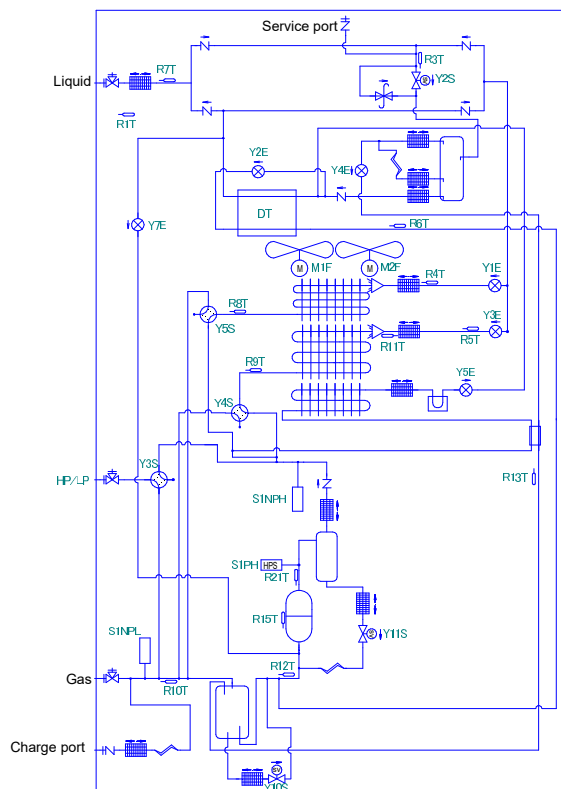 Service port
R3T
R7T
Liquid
Y2S
R1T
Y2E
Y4E
DT
Y7E
R6T
M1F
M2F
M
M
R4T
Y1E
R8T
Y3E
Y5S
R11T
R5T
R9T
Y5E
Y4S
Y3S
HP/LP
R13T
S1NPH
S1PH
HPS
R21T
R15T
Y11S
S1NPL
R12T
Gas
R10T
Charge port
SV
Y10S